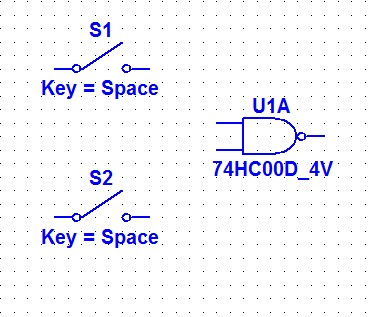 S1
Key = Space
U1A
74HC00D_4V
S2
Key = Space